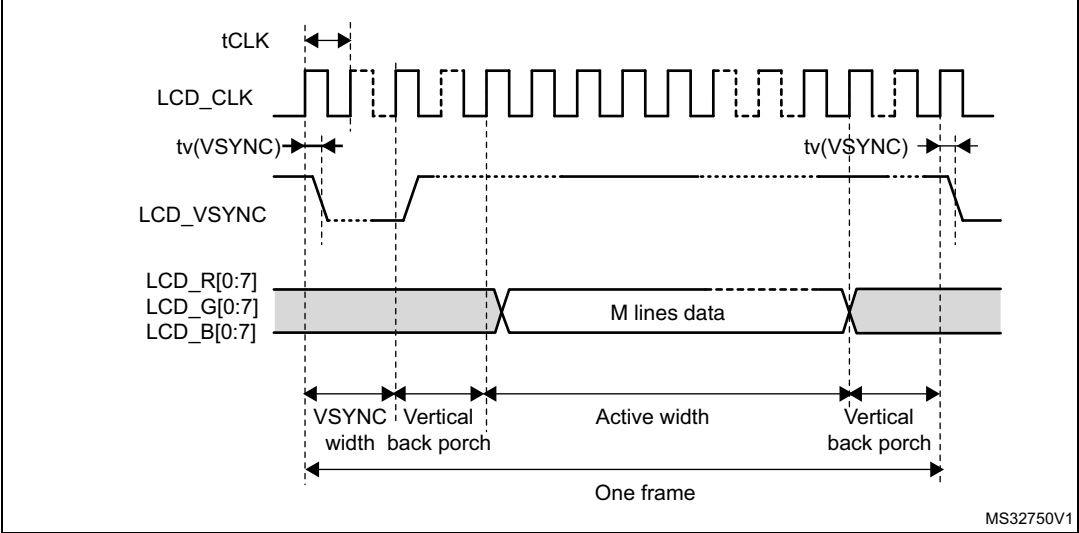 tCLK
LCD_CLK
tv(VSYNC)
tv(VSYNC)
LCD_VSYNC
LCD_R[0:7]
LCD_G[0:7]
LCD_B[0:7]
M lines data
VSYNC
width
Vertical
back porch
Active width
Vertical
back porch
One frame
MS32750V1